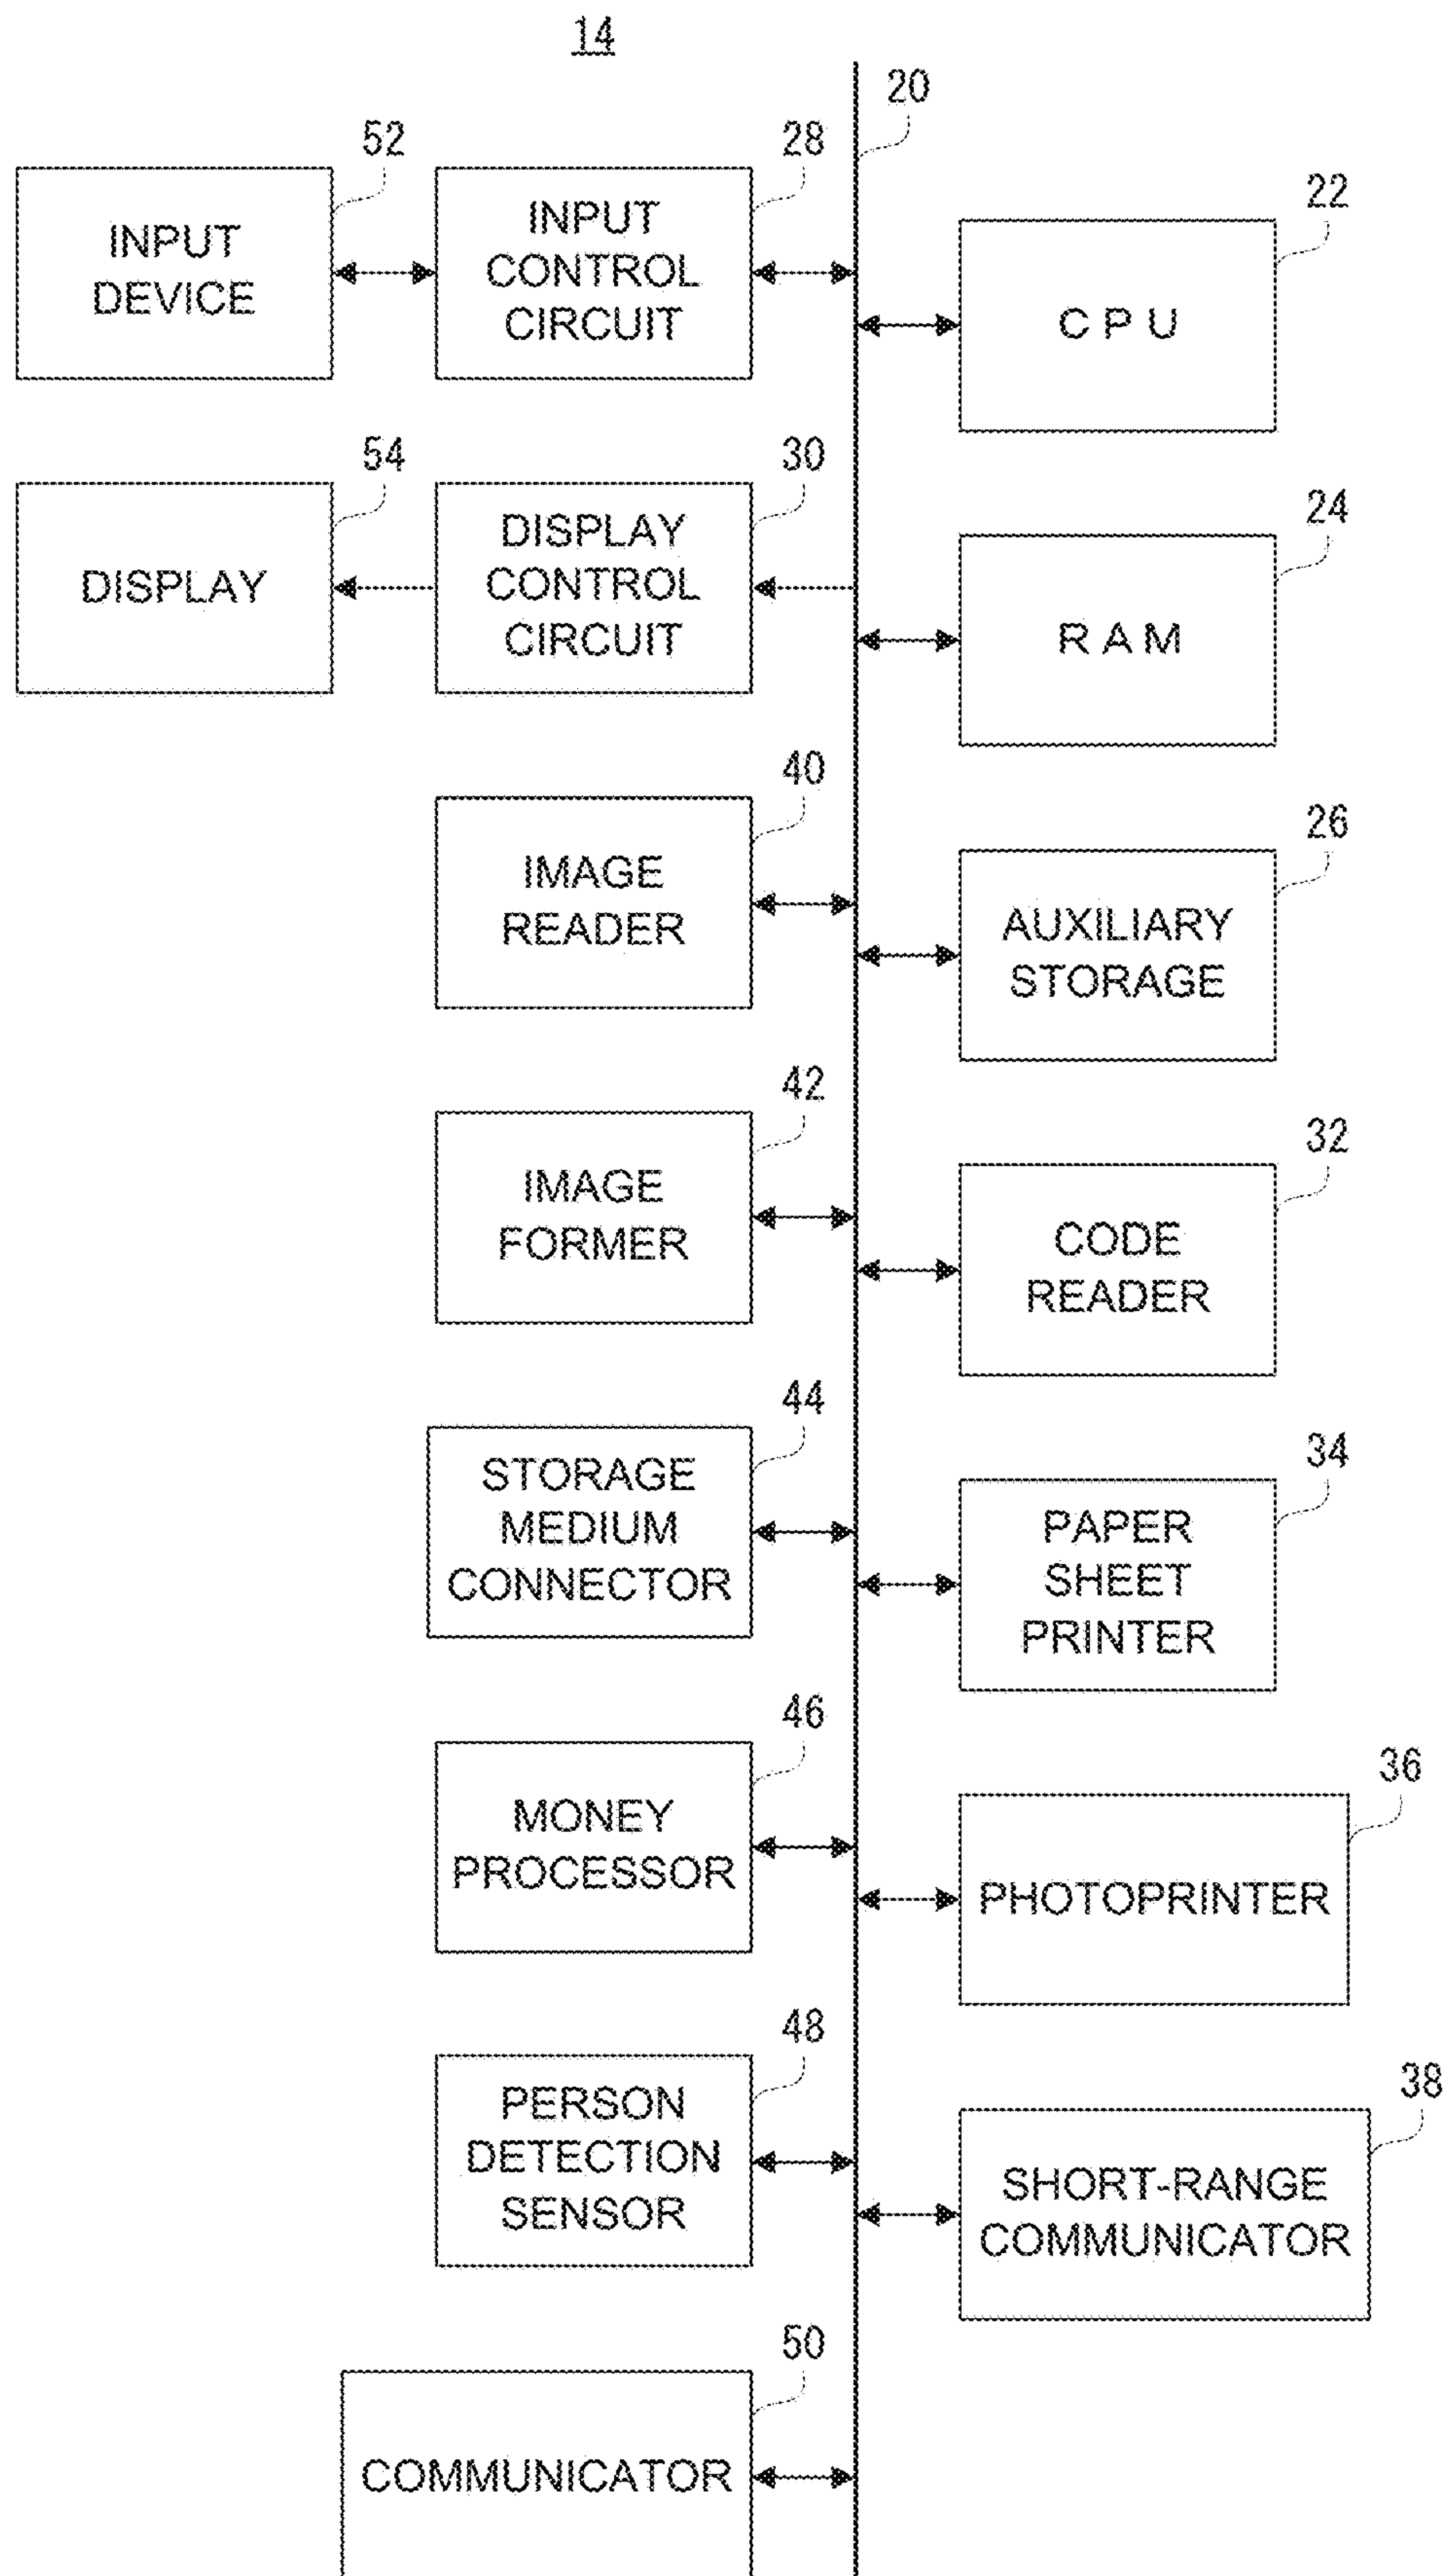 14
20
52
28
22
INPUT
DEVICE
INPUT
CONTROL
CIRCUIT
C P U
54
30
24
DISPLAY
DISPLAY
CONTROL
CIRCUIT
R A M
40
26
IMAGE
READER
AUXILIARY
STORAGE
42
32
IMAGE
FORMER
CODE
READER
44
34
STORAGE
MEDIUM
CONNECTOR
PAPER
SHEET
PRINTER
46
36
MONEY
PROCESSOR
PHOTOPRINTER
48
38
PERSON
DETECTION
SENSOR
SHORT-RANGE
COMMUNICATOR
50
COMMUNICATOR